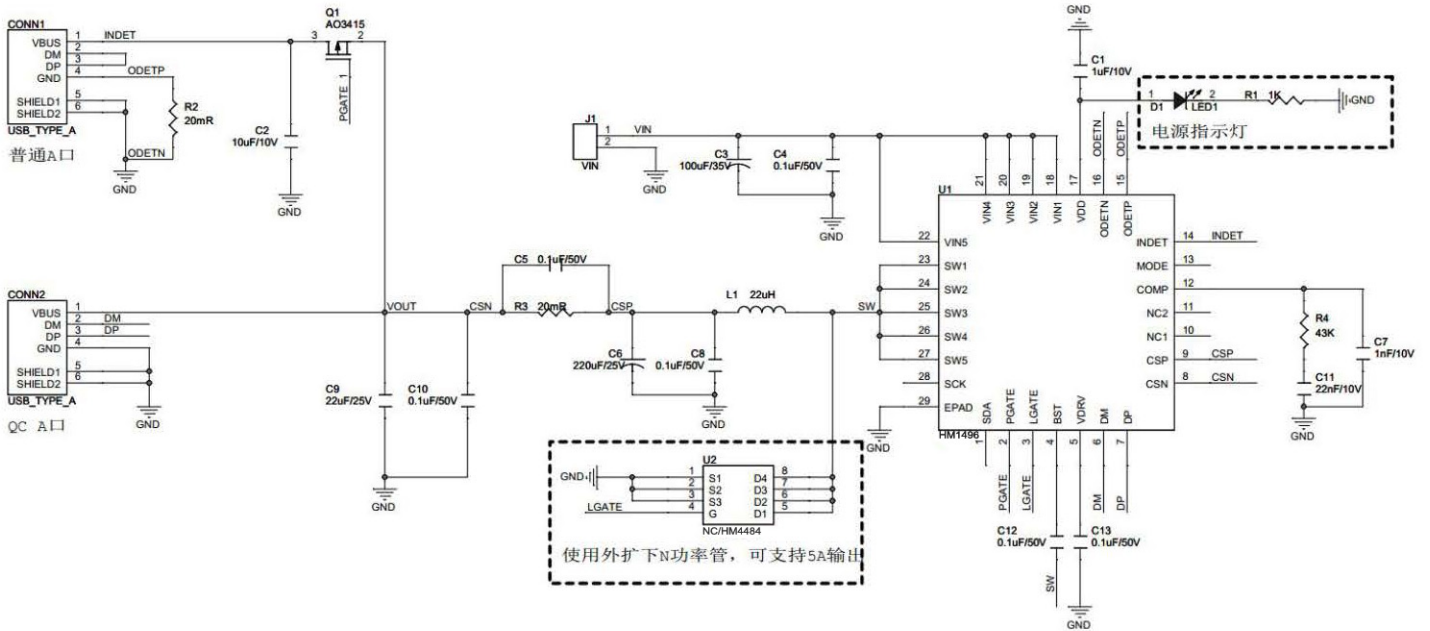 CONN1
VBUS 1 INDET
DM 2
DP 3
GND 4 ODETP
SHIELD1 5
SHIELD2 6
USB_TYPE_A
普通A口
R2
20mR
ODETN
GND
C2
10uF/10V
GND
Q1
AO3415
3 2
PGATE 1
CONN2
VBUS 1
DM 2 DM
DP 3 DP
GND 4
SHIELD1 5
SHIELD2 6
USB_TYPE_A
QC A口
GND
VOUT
CSN
C5 0.1uF/50V
R3 20mR
CSP
L1 22uH
SW
C6
220uF/25V
C8
0.1uF/50V
GND
C9
22uF/25V
C10
0.1uF/50V
GND
J1
1 VIN
2
VIN
GND
C3
100uF/35V
C4
0.1uF/50V
GND
GND
C1
1uF/10V
1 2
D1 LED1
R1 1K
GND
电源指示灯
ODETN
ODETP
U1
21 20 19 18 17 16 15
VIN4 VIN3 VIN2 VIN1 VDD ODETN ODETP
22 VIN5
23 SW1
24 SW2
25 SW3
26 SW4
27 SW5
28 SCK
29 EPAD
HM1496
GND
INDET 14 INDET
MODE 13
COMP 12
NC2 11
NC1 10
CSP 9 CSP
CSN 8 CSN
SDA PGATE LGATE BST VDRV DM DP
1 2 3 4 5 6 7
PGATE LGATE DM DP
R4
43K
C7
1nF/10V
C11
22nF/10V
GND
C12
0.1uF/50V
C13
0.1uF/50V
SW
GND
U2
GND 1 S1 D4 8
2 S2 D3 7
3 S3 D2 6
LGATE 4 G D1 5
NC/HM4484
使用外扩下N功率管，可支持5A输出